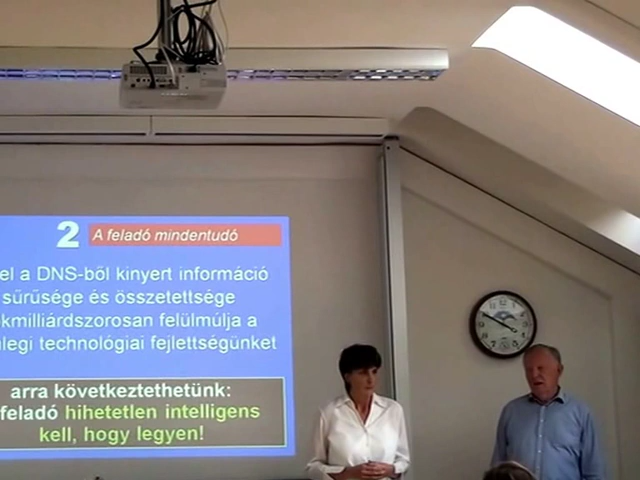 2 A feladó mindentudó
el a DNS-ből kinyert információ
sűrűsége és összetettsége
kmilliárdszorosan felülmúlja a
legi technológiai fejlettségünket
arra következtethetünk:
feladó hihetetlen intelligens
kell, hogy legyen!